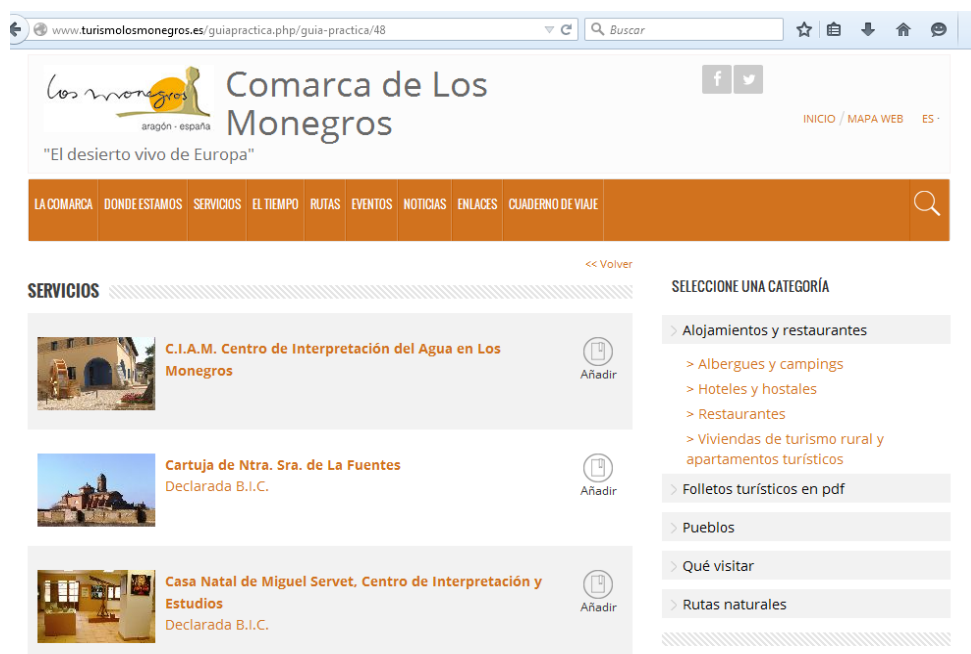 www.turismolosmonegros.es/guiapractica.php/guia-practica/48
Buscar
los monegros
aragón · españa
Comarca de Los
Monegros
"El desierto vivo de Europa"
f
INICIO / MAPA WEB ES ·
LA COMARCA DONDE ESTAMOS SERVICIOS EL TIEMPO RUTAS EVENTOS NOTICIAS ENLACES CUADERNO DE VIAJE
<< Volver
SERVICIOS
C.I.A.M. Centro de Interpretación del Agua en Los
Monegros
Añadir
Cartuja de Ntra. Sra. de La Fuentes
Declarada B.I.C.
Añadir
Casa Natal de Miguel Servet, Centro de Interpretación y
Estudios
Declarada B.I.C.
Añadir
SELECCIONE UNA CATEGORÍA
> Alojamientos y restaurantes
> Albergues y campings
> Hoteles y hostales
> Restaurantes
> Viviendas de turismo rural y
apartamentos turísticos
> Folletos turísticos en pdf
> Pueblos
> Qué visitar
> Rutas naturales